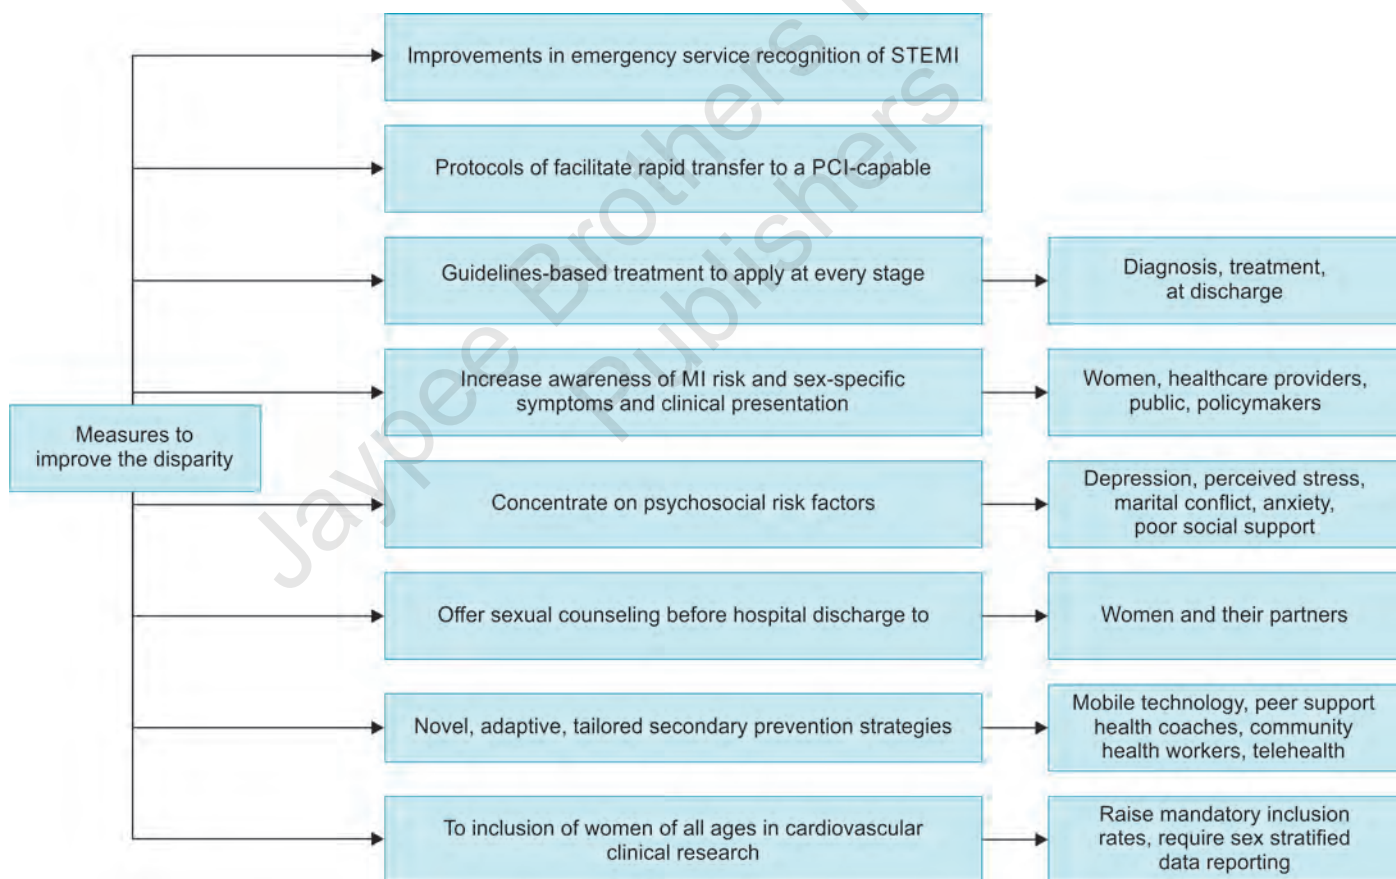 Improvements in emergency service recognition of STEMI
Protocols of facilitate rapid transfer to a PCI-capable
Guidelines-based treatment to apply at every stage
Diagnosis, treatment,
at discharge
Increase awareness of MI risk and sex-specific
symptoms and clinical presentation
Women, healthcare providers,
public, policymakers
Measures to
improve the disparity
Concentrate on psychosocial risk factors
Depression, perceived stress,
marital conflict, anxiety,
poor social support
Offer sexual counseling before hospital discharge to
Women and their partners
Novel, adaptive, tailored secondary prevention strategies
Mobile technology, peer support
health coaches, community
health workers, telehealth
To inclusion of women of all ages in cardiovascular
clinical research
Raise mandatory inclusion
rates, require sex stratified
data reporting
Jaypee Brothers
Publishers